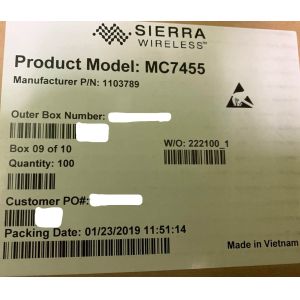 SIERRA
WIRELESS™
Product Model: MC7455
Manufacturer P/N: 1103789
Outer Box Number:
Box 09 of 10
W/O: 222100_1
Quantity: 100
Customer PO#:
Packing Date: 01/23/2019 11:51:14
Made in Vietnam